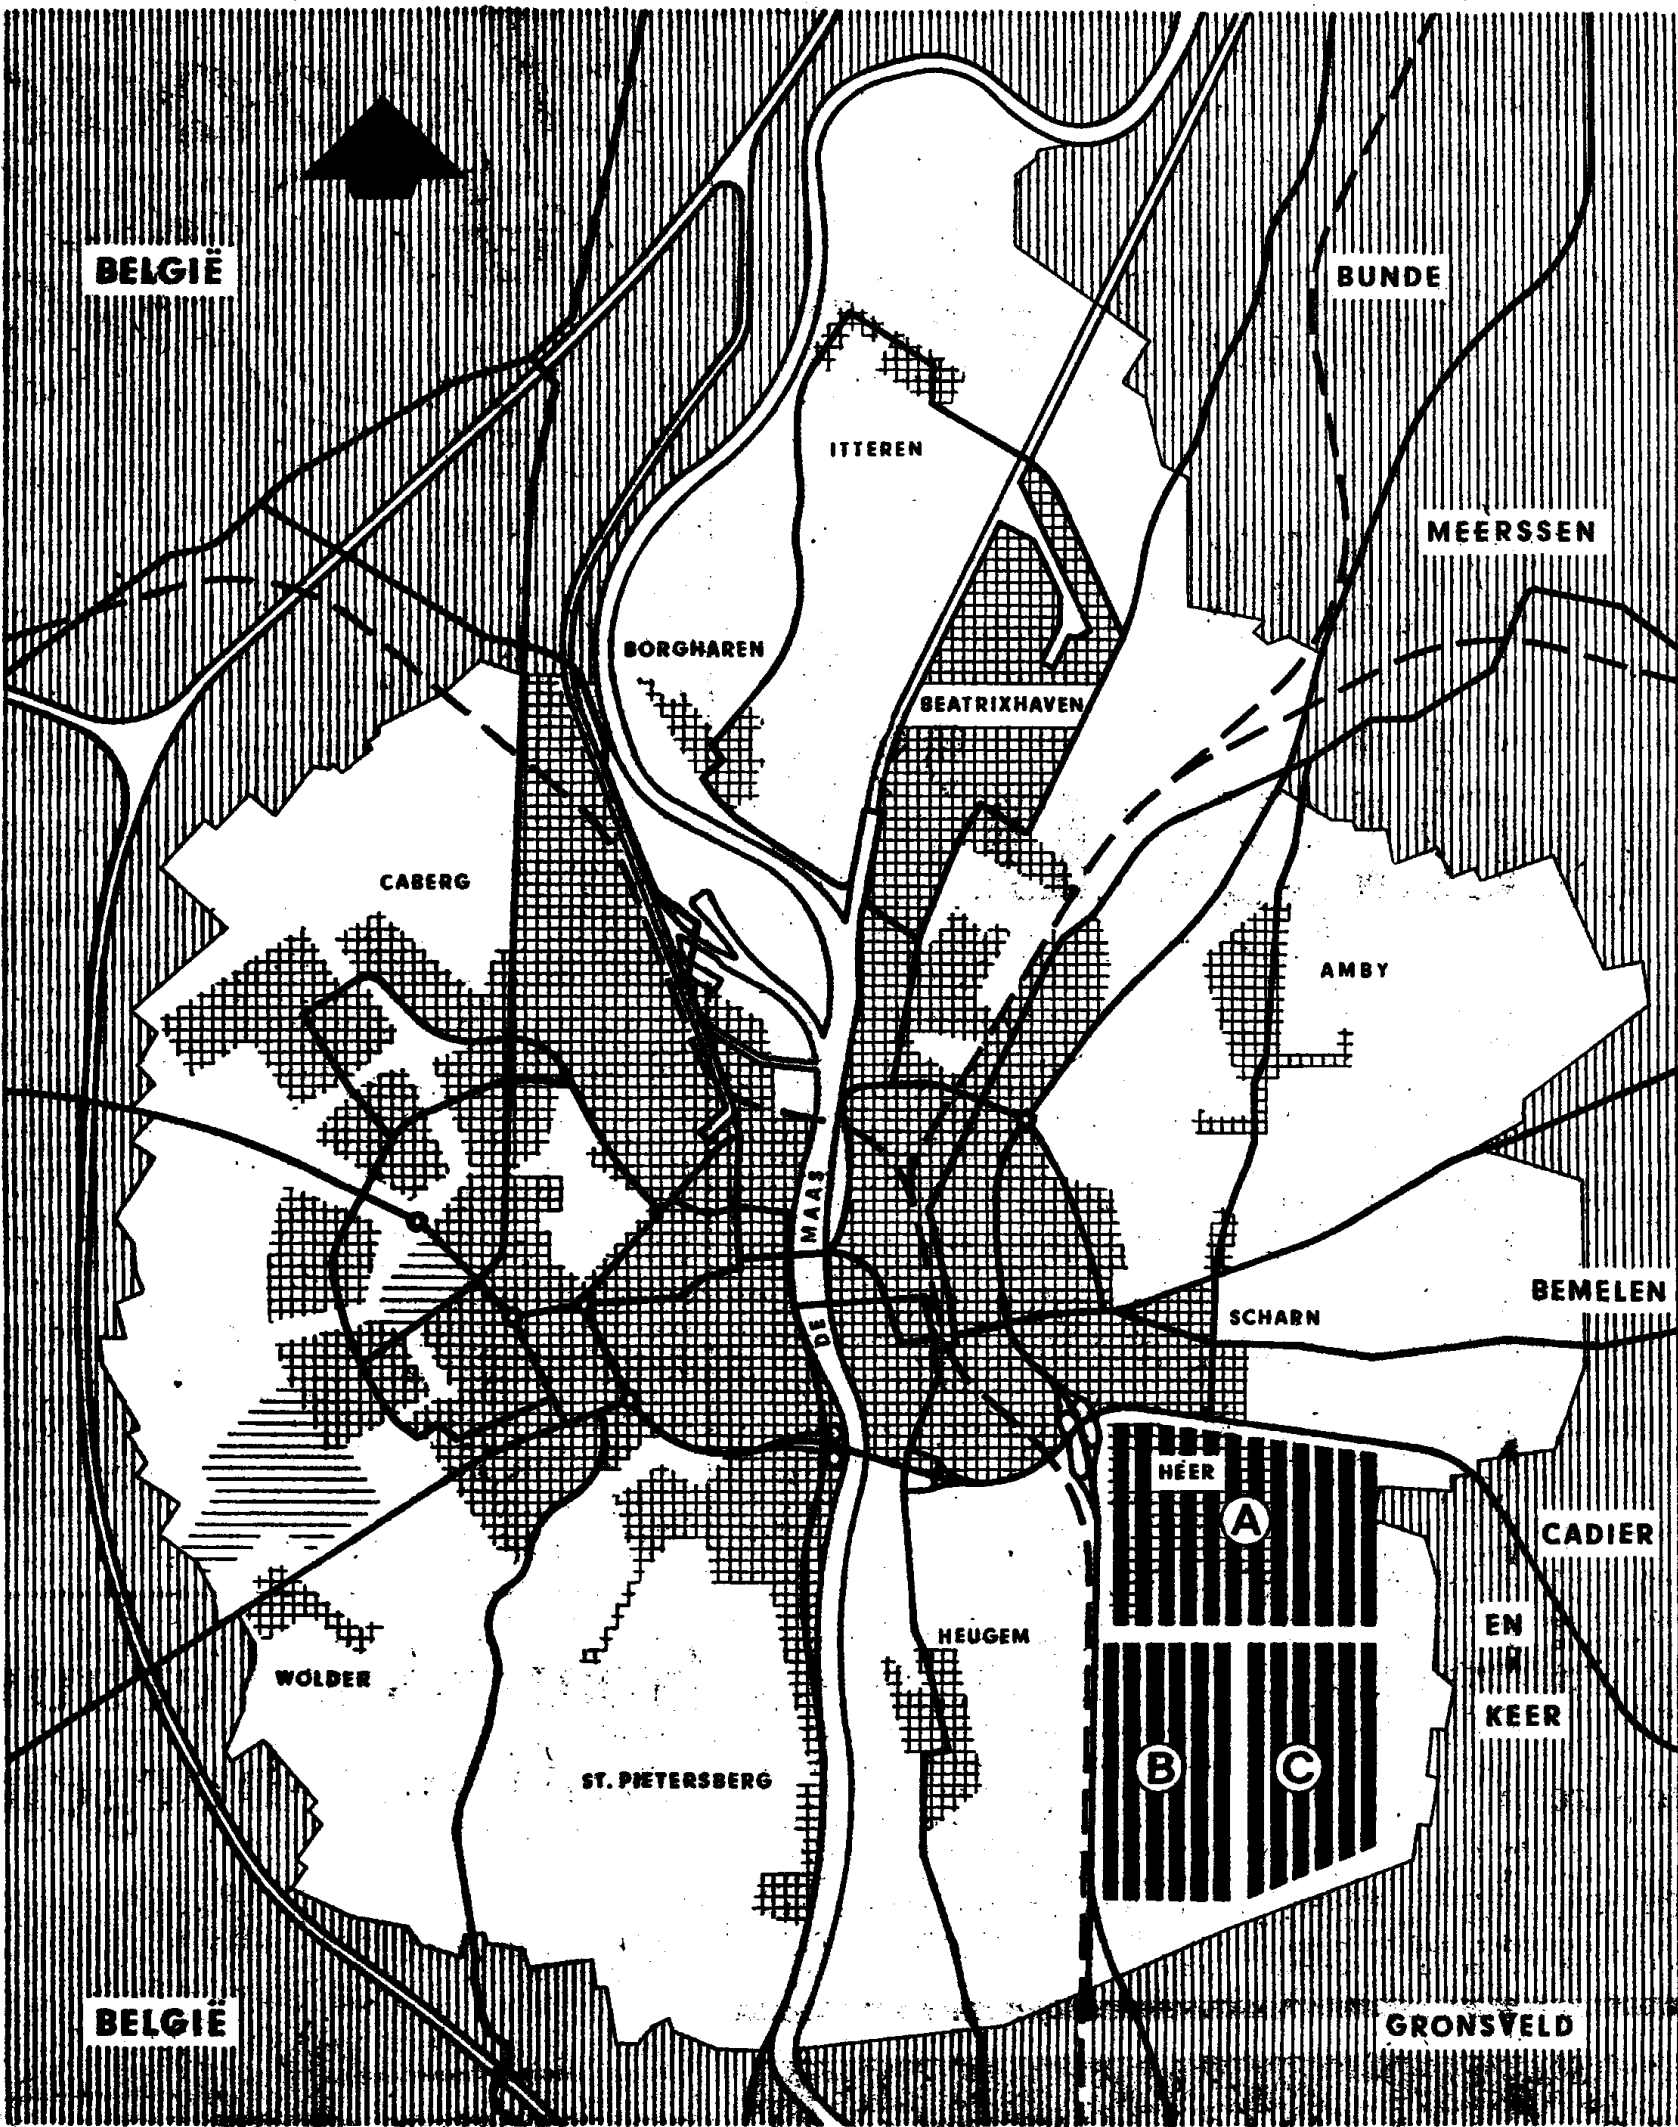 BELGIË
BUNDE
ITTEREN
MEERSSEN
BORGHAREN
BEATRIXHAVEN
CABERG
AMBY
DE MAAS
BEMELEN
SCHARN
HEER
A
CADIER
EN
KEER
HEUGEM
WOLDER
B
C
ST. PIETERSBERG
BELGIË
GRONSVELD